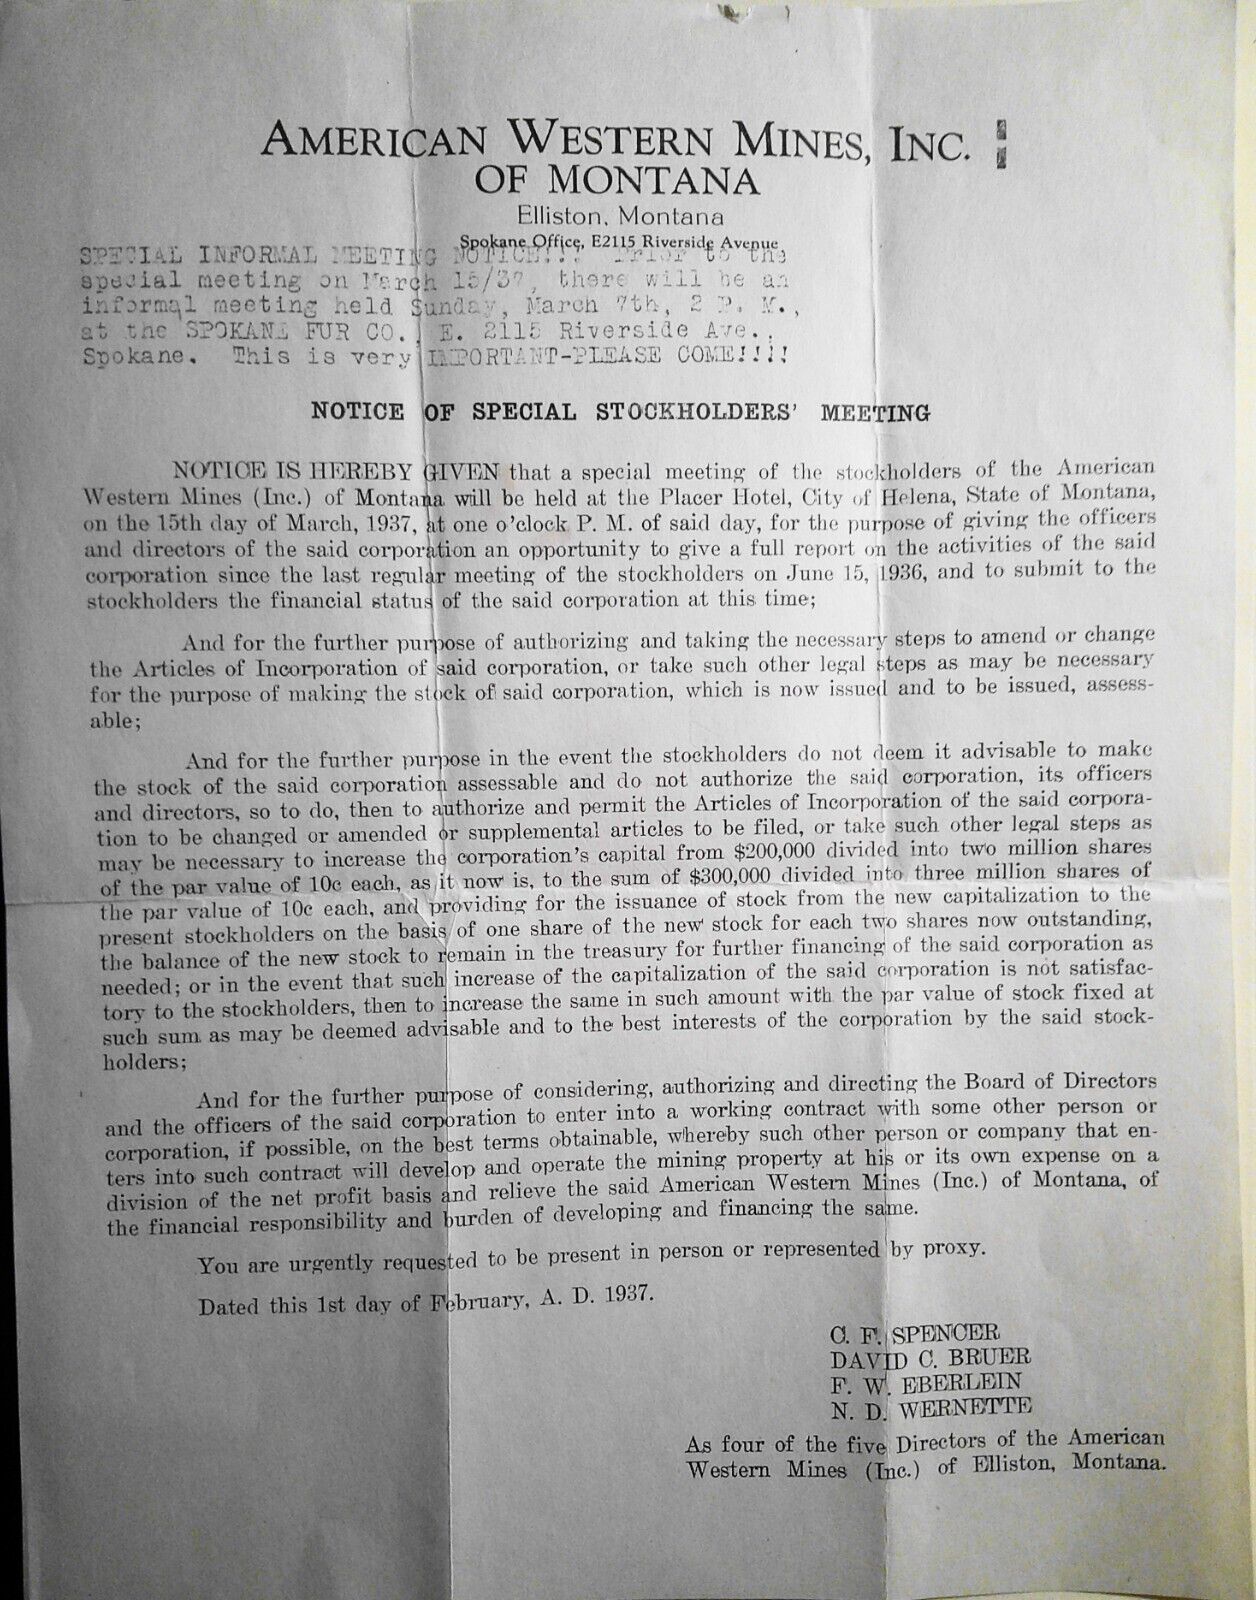 AMERICAN WESTERN MINES, INC.
OF MONTANA
Elliston, Montana
Spokane Office, E2115 Riverside Avenue
SPECIAL INFORMAL MEETING NOTICE!!! Prior to the
special meeting on March 15/37, there will be an
informal meeting held Sunday, March 7th, 2 P. M.,
at the SPOKANE FUR CO., E. 2115 Riverside Ave.,
Spokane. This is very IMPORTANT-PLEASE COME!!!!
NOTICE OF SPECIAL STOCKHOLDERS' MEETING
NOTICE IS HEREBY GIVEN that a special meeting of the stockholders of the American
Western Mines (Inc.) of Montana will be held at the Placer Hotel, City of Helena, State of Montana,
on the 15th day of March, 1937, at one o'clock P. M. of said day, for the purpose of giving the officers
and directors of the said corporation an opportunity to give a full report on the activities of the said
corporation since the last regular meeting of the stockholders on June 15, 1936, and to submit to the
stockholders the financial status of the said corporation at this time;
And for the further purpose of authorizing and taking the necessary steps to amend or change
the Articles of Incorporation of said corporation, or take such other legal steps as may be necessary
for the purpose of making the stock of said corporation, which is now issued and to be issued, assess-
able;
And for the further purpose in the event the stockholders do not deem it advisable to make
the stock of the said corporation assessable and do not authorize the said corporation, its officers
and directors, so to do, then to authorize and permit the Articles of Incorporation of the said corpora-
tion to be changed or amended or supplemental articles to be filed, or take such other legal steps as
may be necessary to increase the corporation's capital from $200,000 divided into two million shares
of the par value of 10c each, as it now is, to the sum of $300,000 divided into three million shares of
the par value of 10c each, and providing for the issuance of stock from the new capitalization to the
present stockholders on the basis of one share of the new stock for each two shares now outstanding,
the balance of the new stock to remain in the treasury for further financing of the said corporation as
needed; or in the event that such increase of the capitalization of the said corporation is not satisfac-
tory to the stockholders, then to increase the same in such amount with the par value of stock fixed at
such sum as may be deemed advisable and to the best interests of the corporation by the said stock-
holders;
And for the further purpose of considering, authorizing and directing the Board of Directors
and the officers of the said corporation to enter into a working contract with some other person or
corporation, if possible, on the best terms obtainable, whereby such other person or company that en-
ters into such contract will develop and operate the mining property at his or its own expense on a
division of the net profit basis and relieve the said American Western Mines (Inc.) of Montana, of
the financial responsibility and burden of developing and financing the same.
You are urgently requested to be present in person or represented by proxy.
Dated this 1st day of February, A. D. 1937.
C. F. SPENCER
DAVID C. BRUER
F. W. EBERLEIN
N. D. WERNETTE
As four of the five Directors of the American
Western Mines (Inc.) of Elliston, Montana.